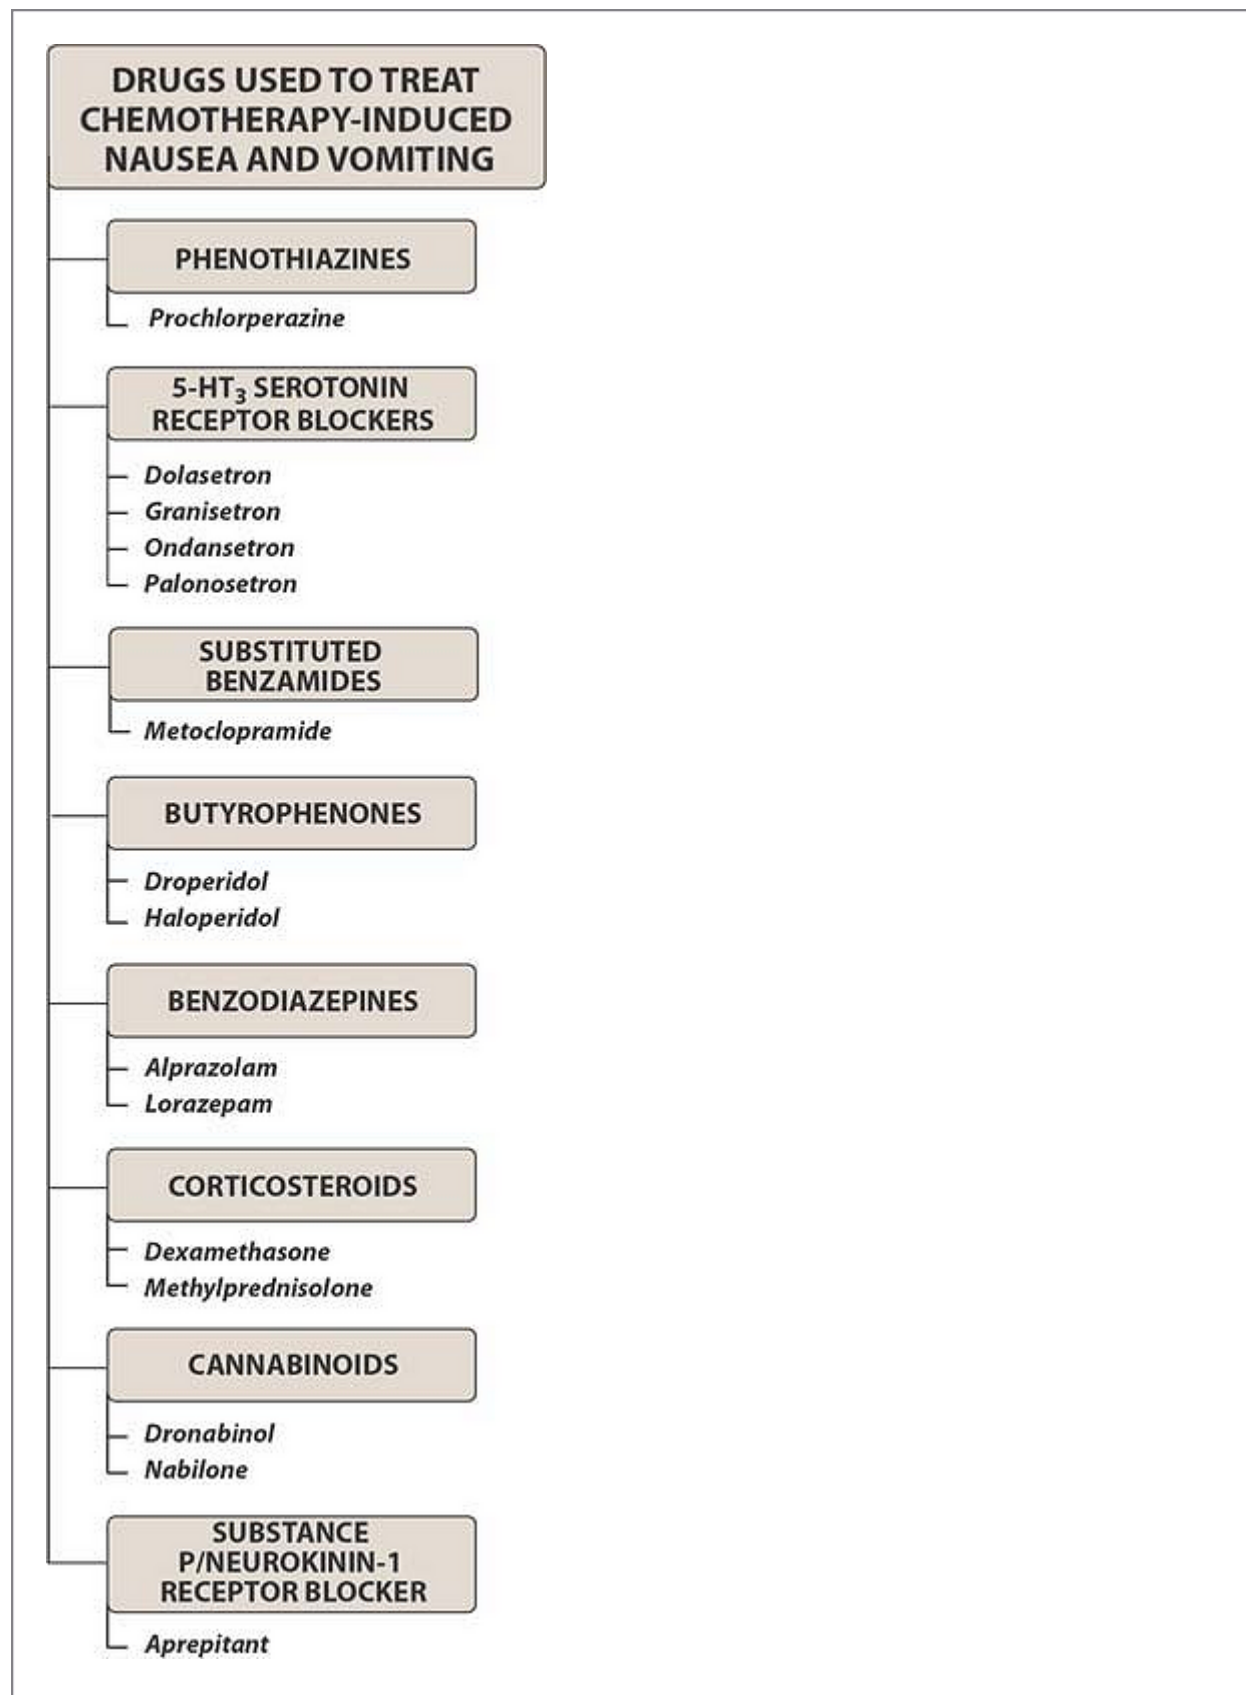 DRUGS USED TO TREAT
CHEMOTHERAPY-INDUCED
NAUSEA AND VOMITING
PHENOTHIAZINES
Prochlorperazine
5-HT₃ SEROTONIN
RECEPTOR BLOCKERS
Dolasetron
Granisetron
Ondansetron
Palonosetron
SUBSTITUTED
BENZAMIDES
Metoclopramide
BUTYROPHENONES
Droperidol
Haloperidol
BENZODIAZEPINES
Alprazolam
Lorazepam
CORTICOSTEROIDS
Dexamethasone
Methylprednisolone
CANNABINOIDS
Dronabinol
Nabilone
SUBSTANCE
P/NEUROKININ-1
RECEPTOR BLOCKER
Aprepitant